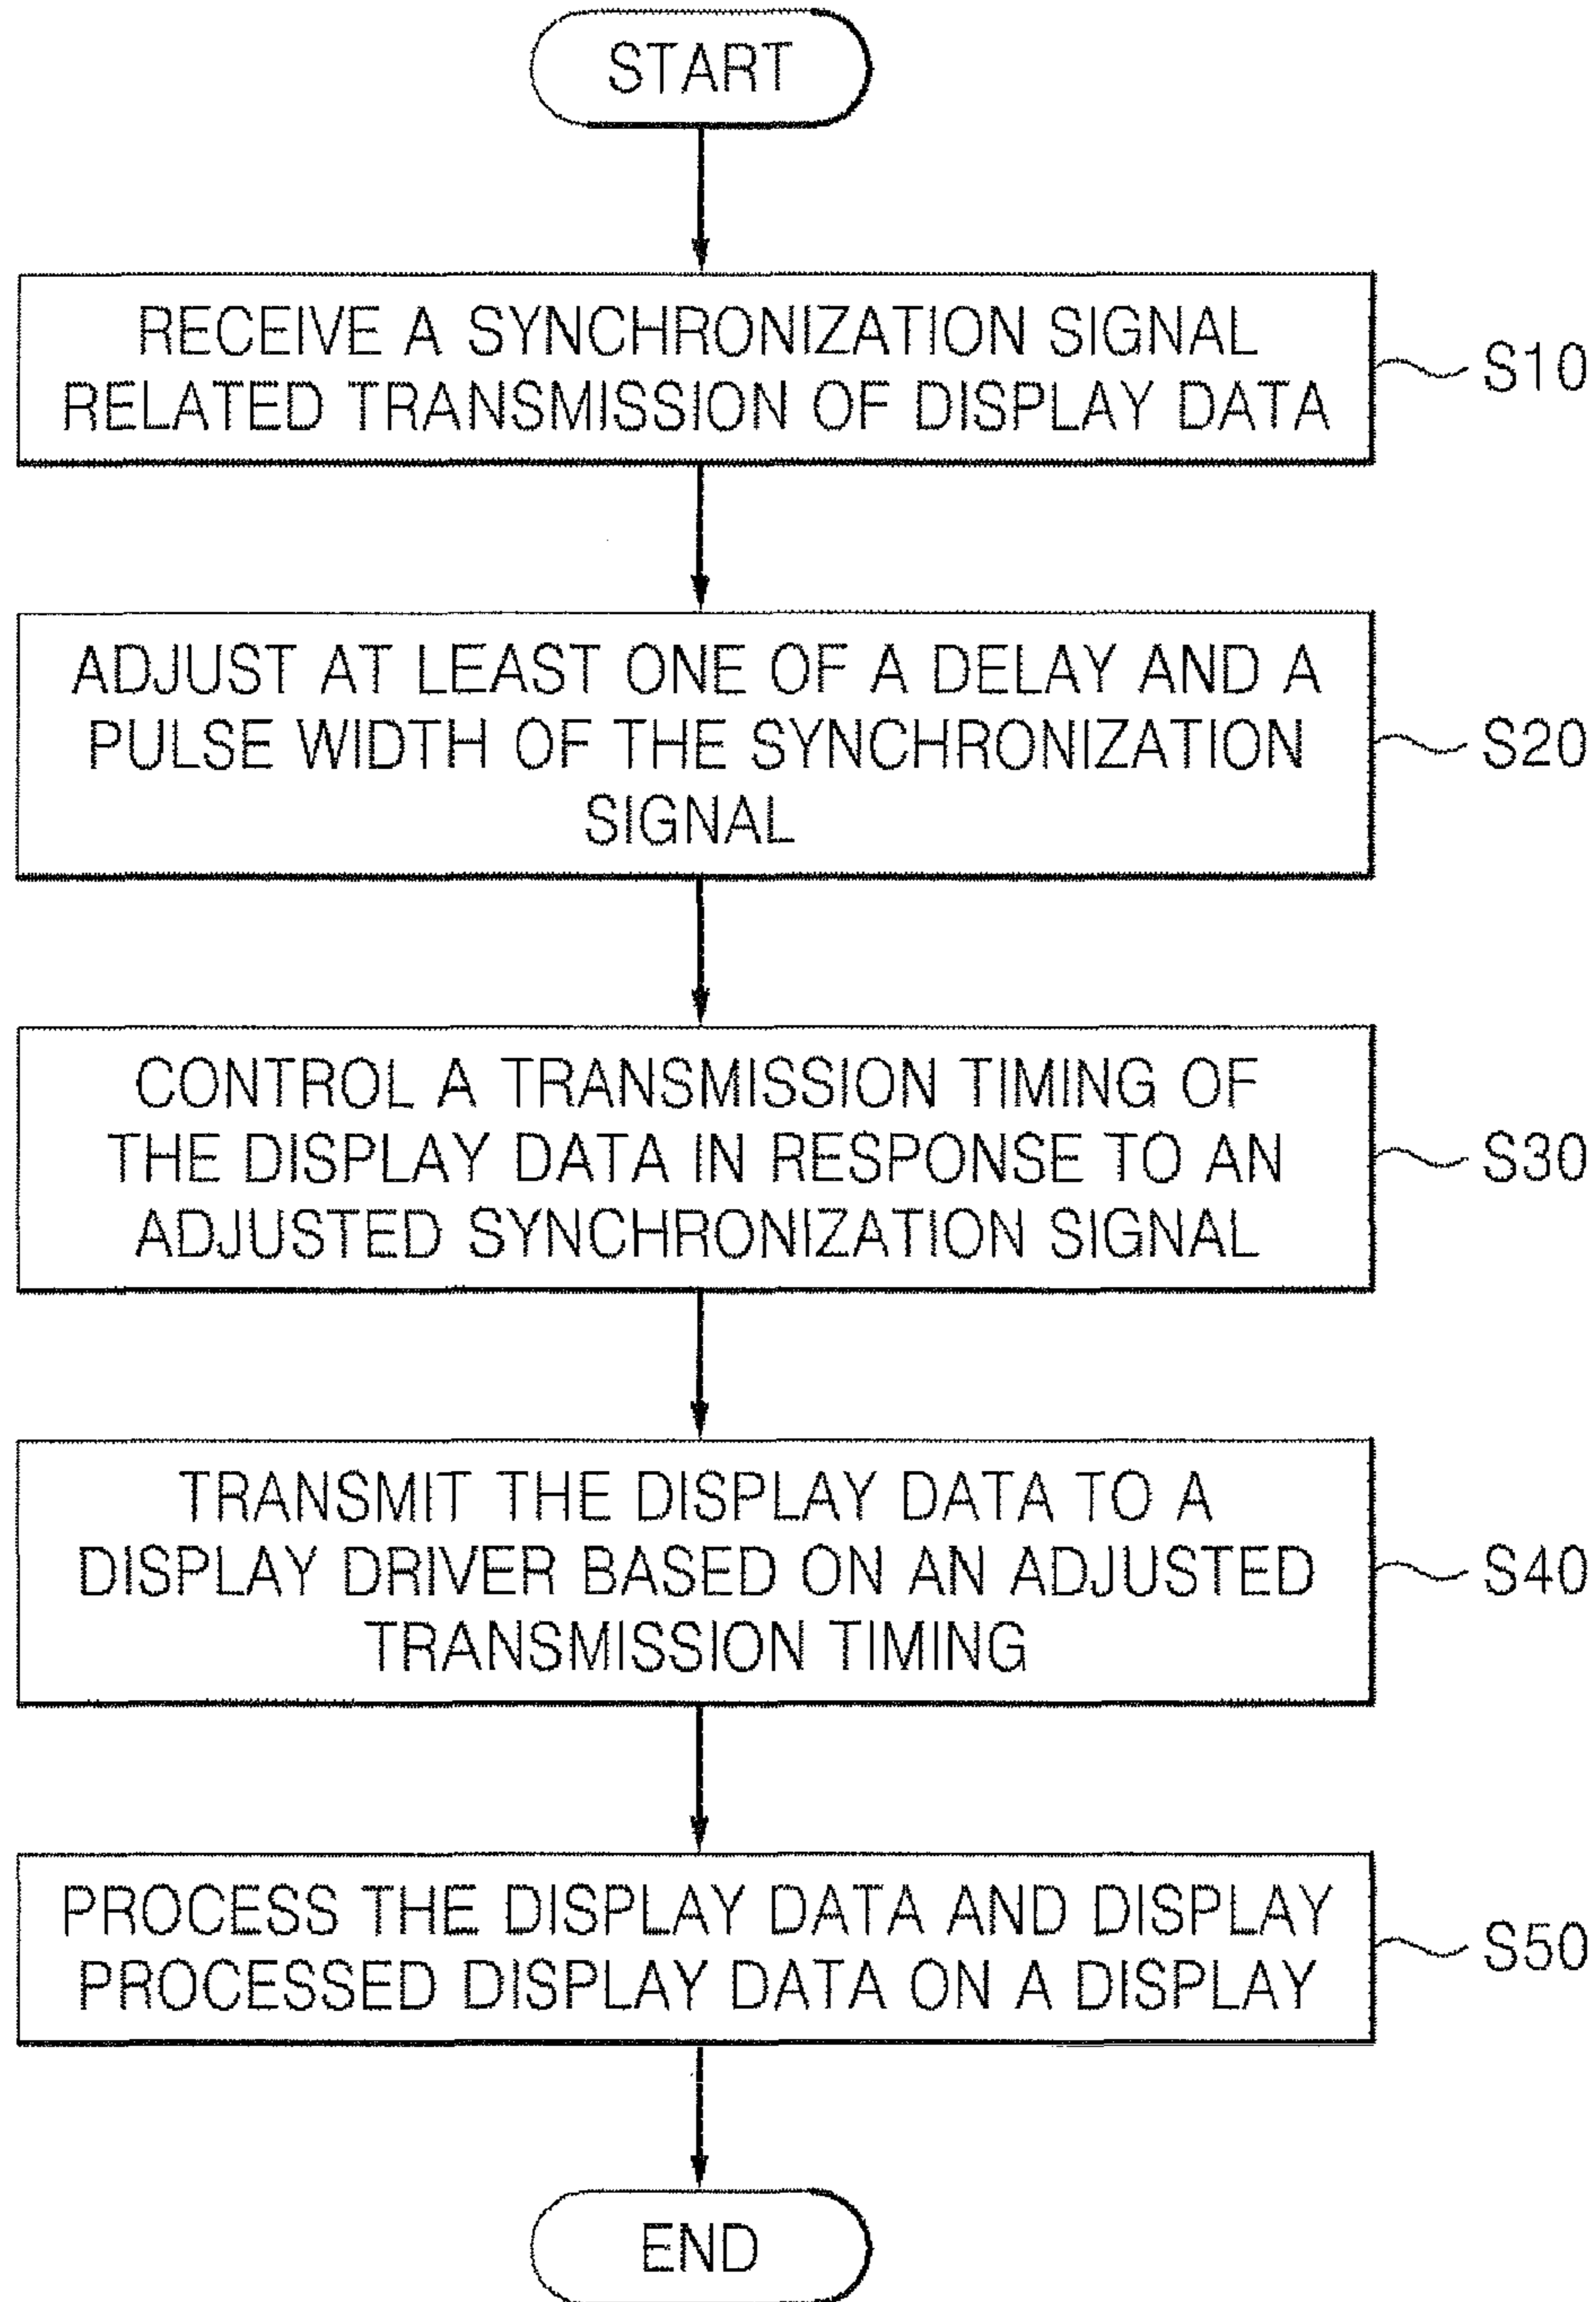 START
RECEIVE A SYNCHRONIZATION SIGNAL
RELATED TRANSMISSION OF DISPLAY DATA
S10
ADJUST AT LEAST ONE OF A DELAY AND A
PULSE WIDTH OF THE SYNCHRONIZATION
SIGNAL
S20
CONTROL A TRANSMISSION TIMING OF
THE DISPLAY DATA IN RESPONSE TO AN
ADJUSTED SYNCHRONIZATION SIGNAL
S30
TRANSMIT THE DISPLAY DATA TO A
DISPLAY DRIVER BASED ON AN ADJUSTED
TRANSMISSION TIMING
S40
PROCESS THE DISPLAY DATA AND DISPLAY
PROCESSED DISPLAY DATA ON A DISPLAY
S50
END